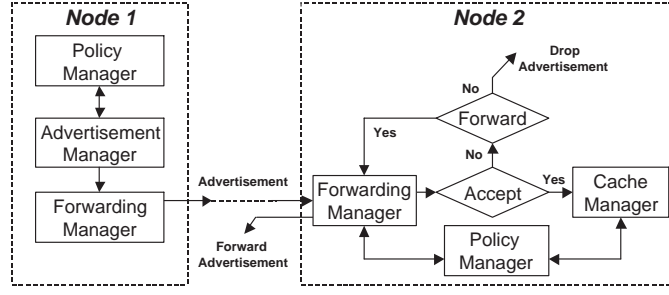 Node 1
Policy
Manager
Advertisement
Manager
Forwarding
Manager
Advertisement
Forward
Advertisement
Node 2
Drop
Advertisement
No
Forward
Yes
No
Forwarding
Manager
Accept
Yes
Cache
Manager
Policy
Manager